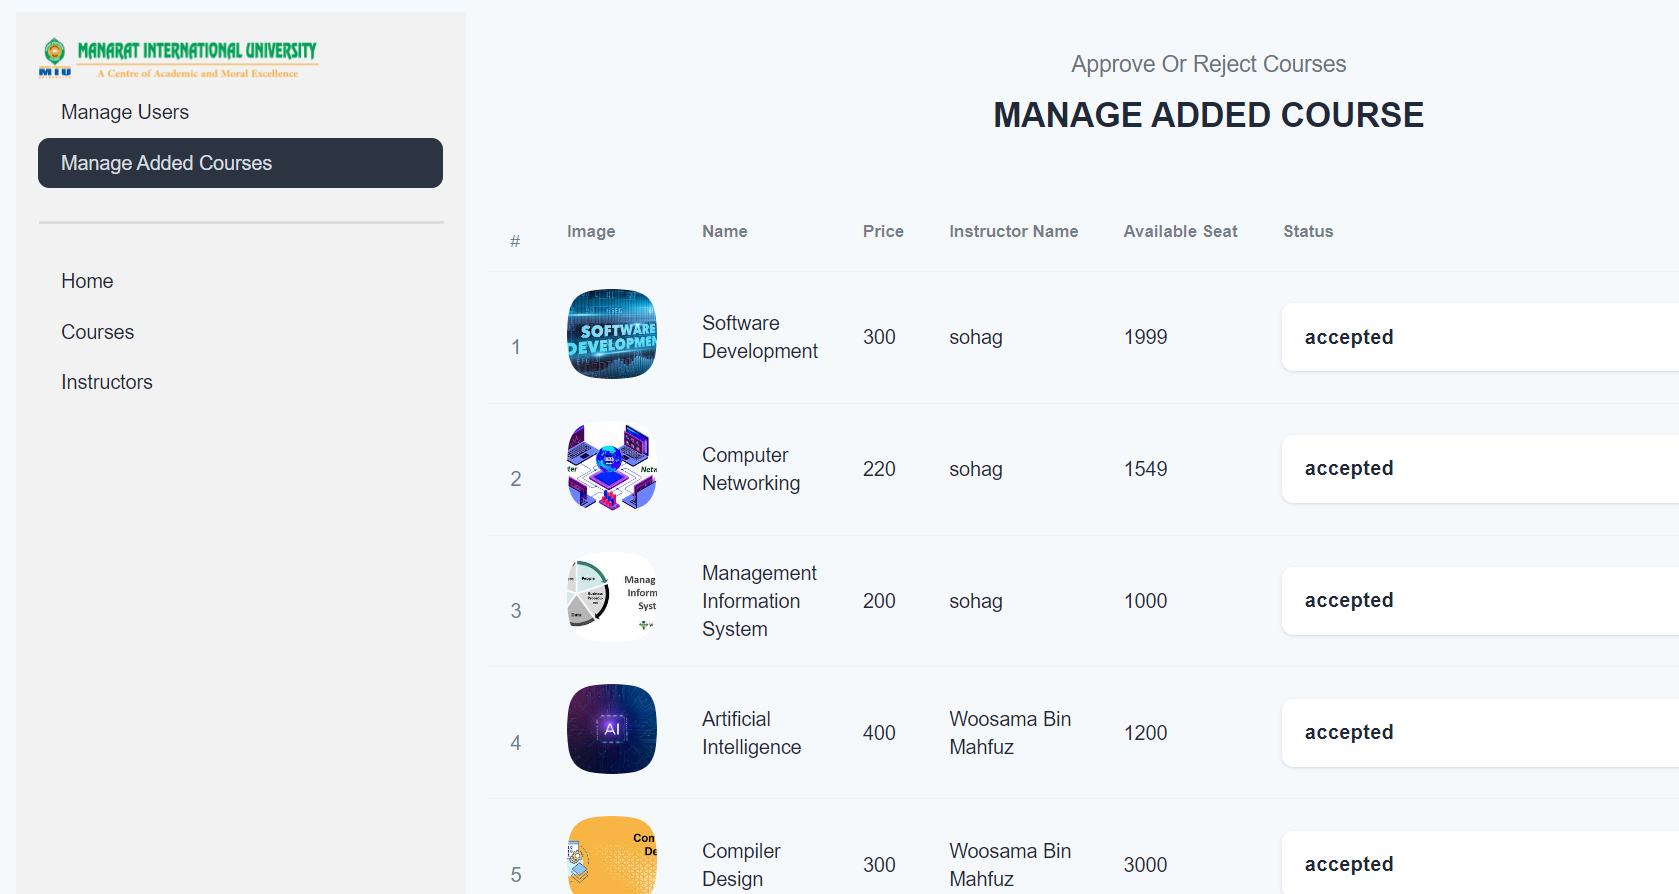 MANARAT INTERNATIONAL UNIVERSITY
MIU
A Centre of Academic and Moral Excellence
Manage Users
Manage Added Courses
Home
Courses
Instructors
Approve Or Reject Courses
MANAGE ADDED COURSE
# Image Name Price Instructor Name Available Seat Status
SOFTWARE
DEVELOPMEN
1 Software Development 300 sohag 1999 accepted
2 Computer Networking 220 sohag 1549 accepted
People
Data
Manag
Inform
Syst
3 Management Information System 200 sohag 1000 accepted
AI
4 Artificial Intelligence 400 Woosama Bin Mahfuz 1200 accepted
Con
De
5 Compiler Design 300 Woosama Bin Mahfuz 3000 accepted